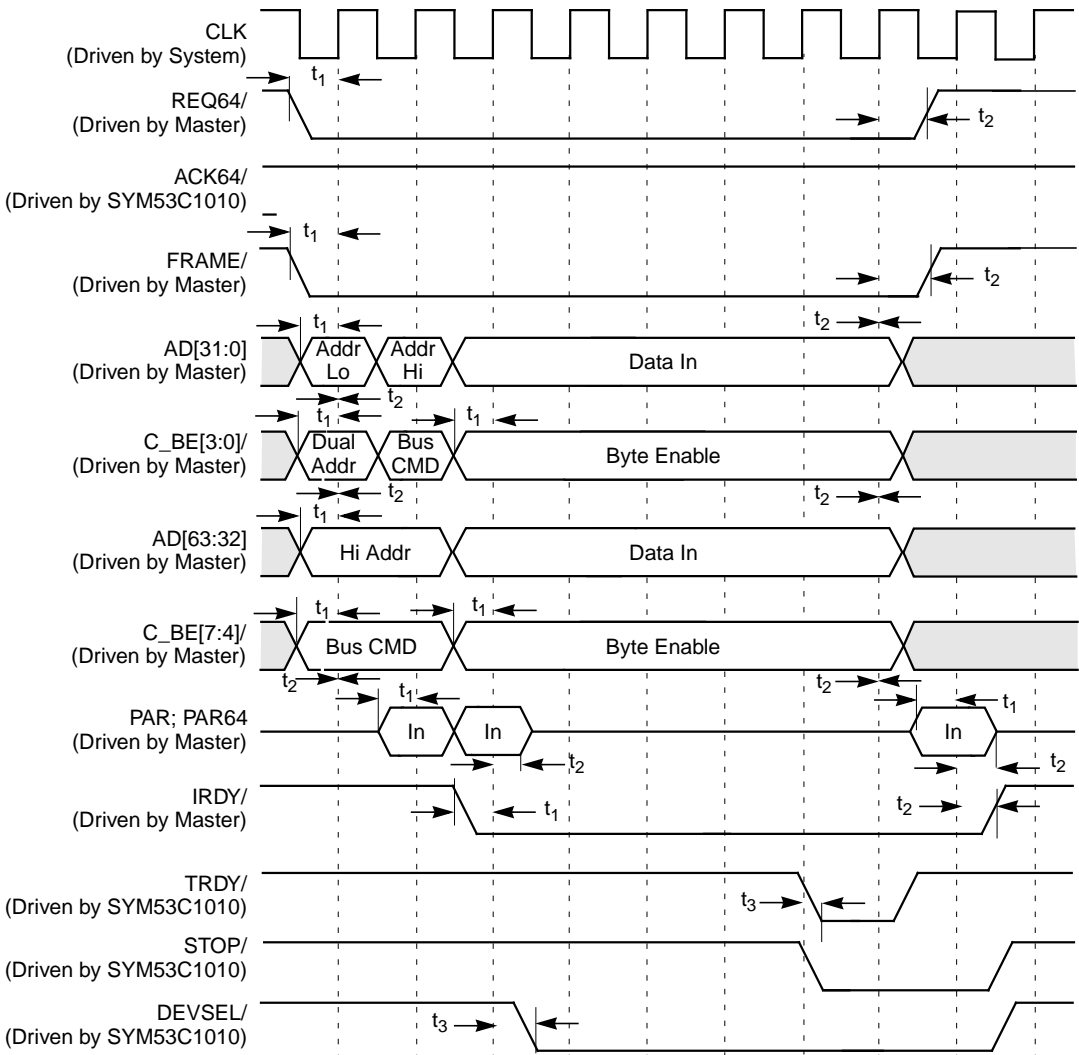 CLK
(Driven by System)
t1
REQ64/
(Driven by Master)
t2
ACK64/
(Driven by SYM53C1010)
t1
FRAME/
(Driven by Master)
t2
t1
t2
AD[31:0]
(Driven by Master)
Addr
Lo
Addr
Hi
Data In
t2
t1
t1
C_BE[3:0]/
(Driven by Master)
Dual
Addr
Bus
CMD
Byte Enable
t2
t2
t1
AD[63:32]
(Driven by Master)
Hi Addr
Data In
t1
t1
C_BE[7:4]/
(Driven by Master)
Bus CMD
Byte Enable
t2
t2
t1
t1
PAR; PAR64
(Driven by Master)
In
In
In
t2
t2
IRDY/
(Driven by Master)
t1
t2
TRDY/
(Driven by SYM53C1010)
t3
STOP/
(Driven by SYM53C1010)
DEVSEL/
(Driven by SYM53C1010)
t3